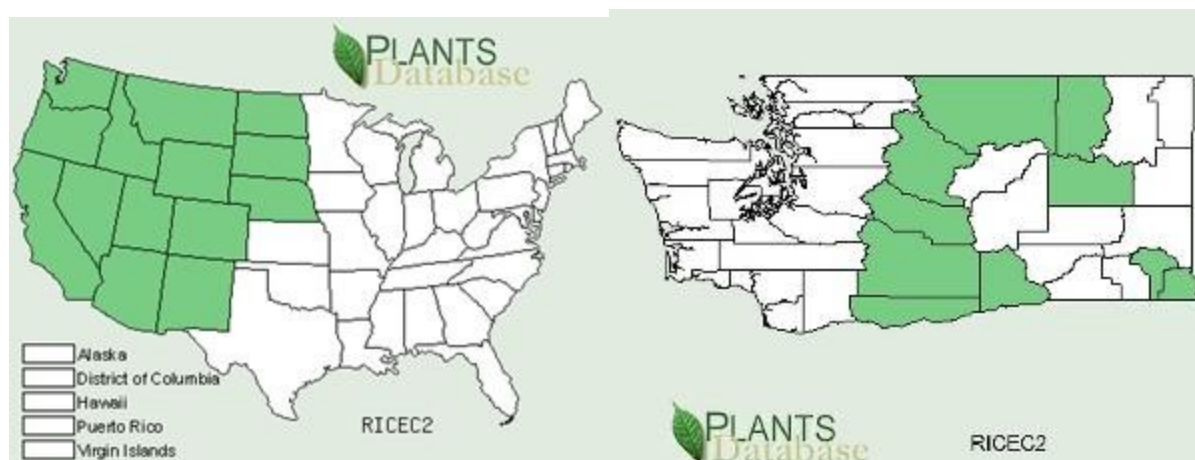 PLANTS
Database
Alaska
District of Columbia
Hawaii
Puerto Rico
Virgin Islands
RICEC2
PLANTS
Database
RICEC2